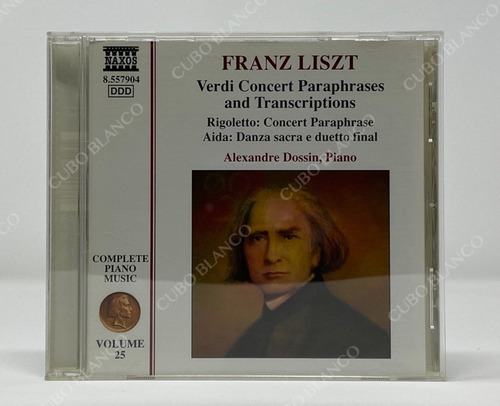 NAXOS
8.557904
DDD
FRANZ LISZT
Verdi Concert Paraphrases
and Transcriptions
Rigoletto: Concert Paraphrase
Aida: Danza sacra e duetto final
Alexandre Dossin, Piano
COMPLETE
PIANO
MUSIC
VOLUME
25
CUBO BLANCO